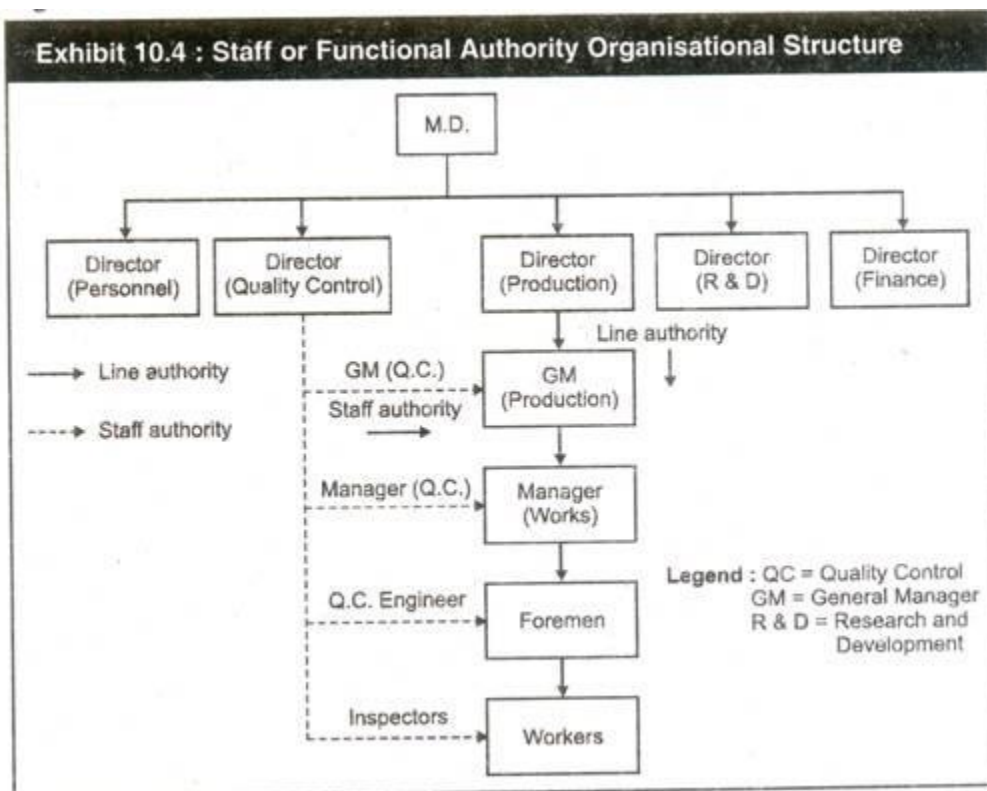 Exhibit 10.4 : Staff or Functional Authority Organisational Structure
M.D.
Director
(Personnel)
Director
(Quality Control)
Director
(Production)
Director
(R & D)
Director
(Finance)
Line authority
Line authority
Staff authority
GM (Q.C.)
Staff authority
GM
(Production)
Manager (Q.C.)
Manager
(Works)
Q.C. Engineer
Foremen
Inspectors
Workers
Legend : QC = Quality Control
GM = General Manager
R & D = Research and
Development